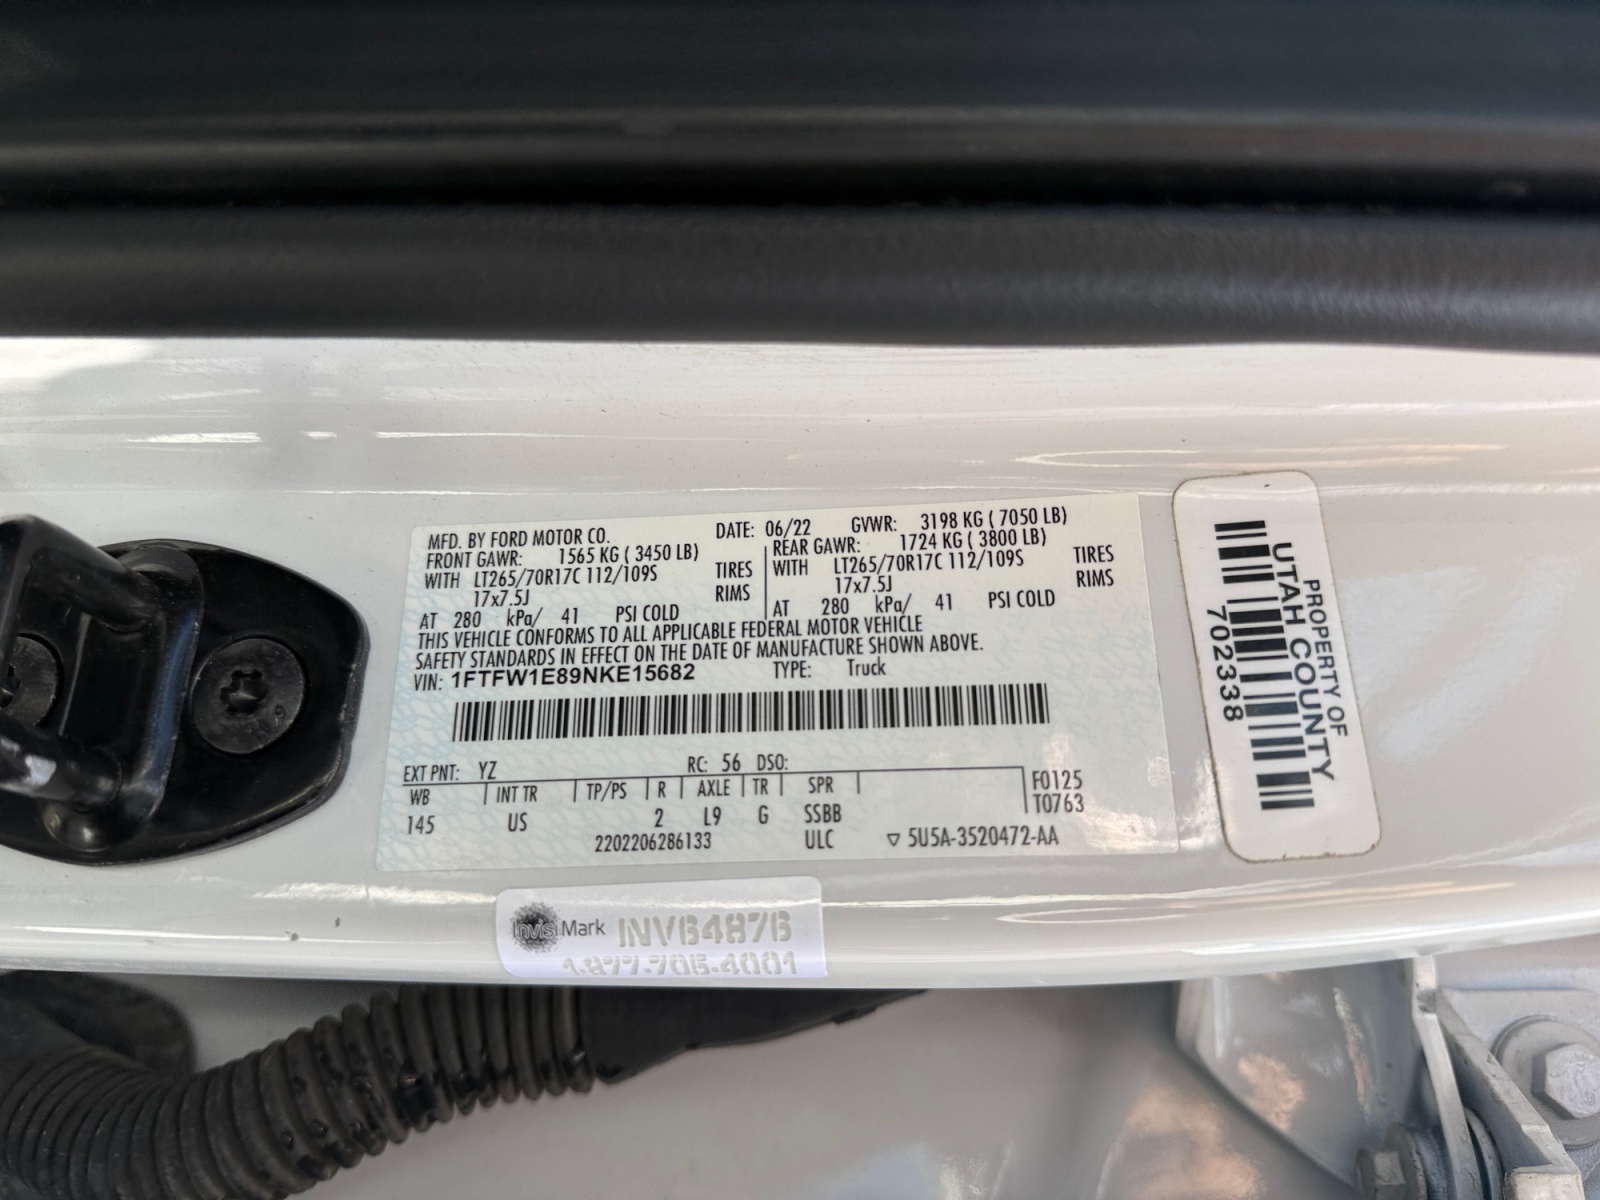 MFD. BY FORD MOTOR CO. DATE: 06/22 GVWR: 3198 KG ( 7050 LB)
FRONT GAWR: 1565 KG ( 3450 LB) REAR GAWR: 1724 KG ( 3800 LB)
WITH LT265/70R17C 112/109S TIRES WITH LT265/70R17C 112/109S TIRES
17x7.5J RIMS 17x7.5J RIMS
AT 280 kPa/ 41 PSI COLD AT 280 kPa/ 41 PSI COLD
THIS VEHICLE CONFORMS TO ALL APPLICABLE FEDERAL MOTOR VEHICLE
SAFETY STANDARDS IN EFFECT ON THE DATE OF MANUFACTURE SHOWN ABOVE.
VIN: 1FTFW1E89NKE15682 TYPE: Truck
EXT PNT: YZ RC: 56 DSO:
WB INT TR TP/PS R AXLE TR SPR F0125
145 US 2 L9 G SSBB T0763
2202206286133 ULC ▽ 5U5A-3520472-AA
PROPERTY OF
UTAH COUNTY
702338
InvisiMark INV64876
1-877-705-4001